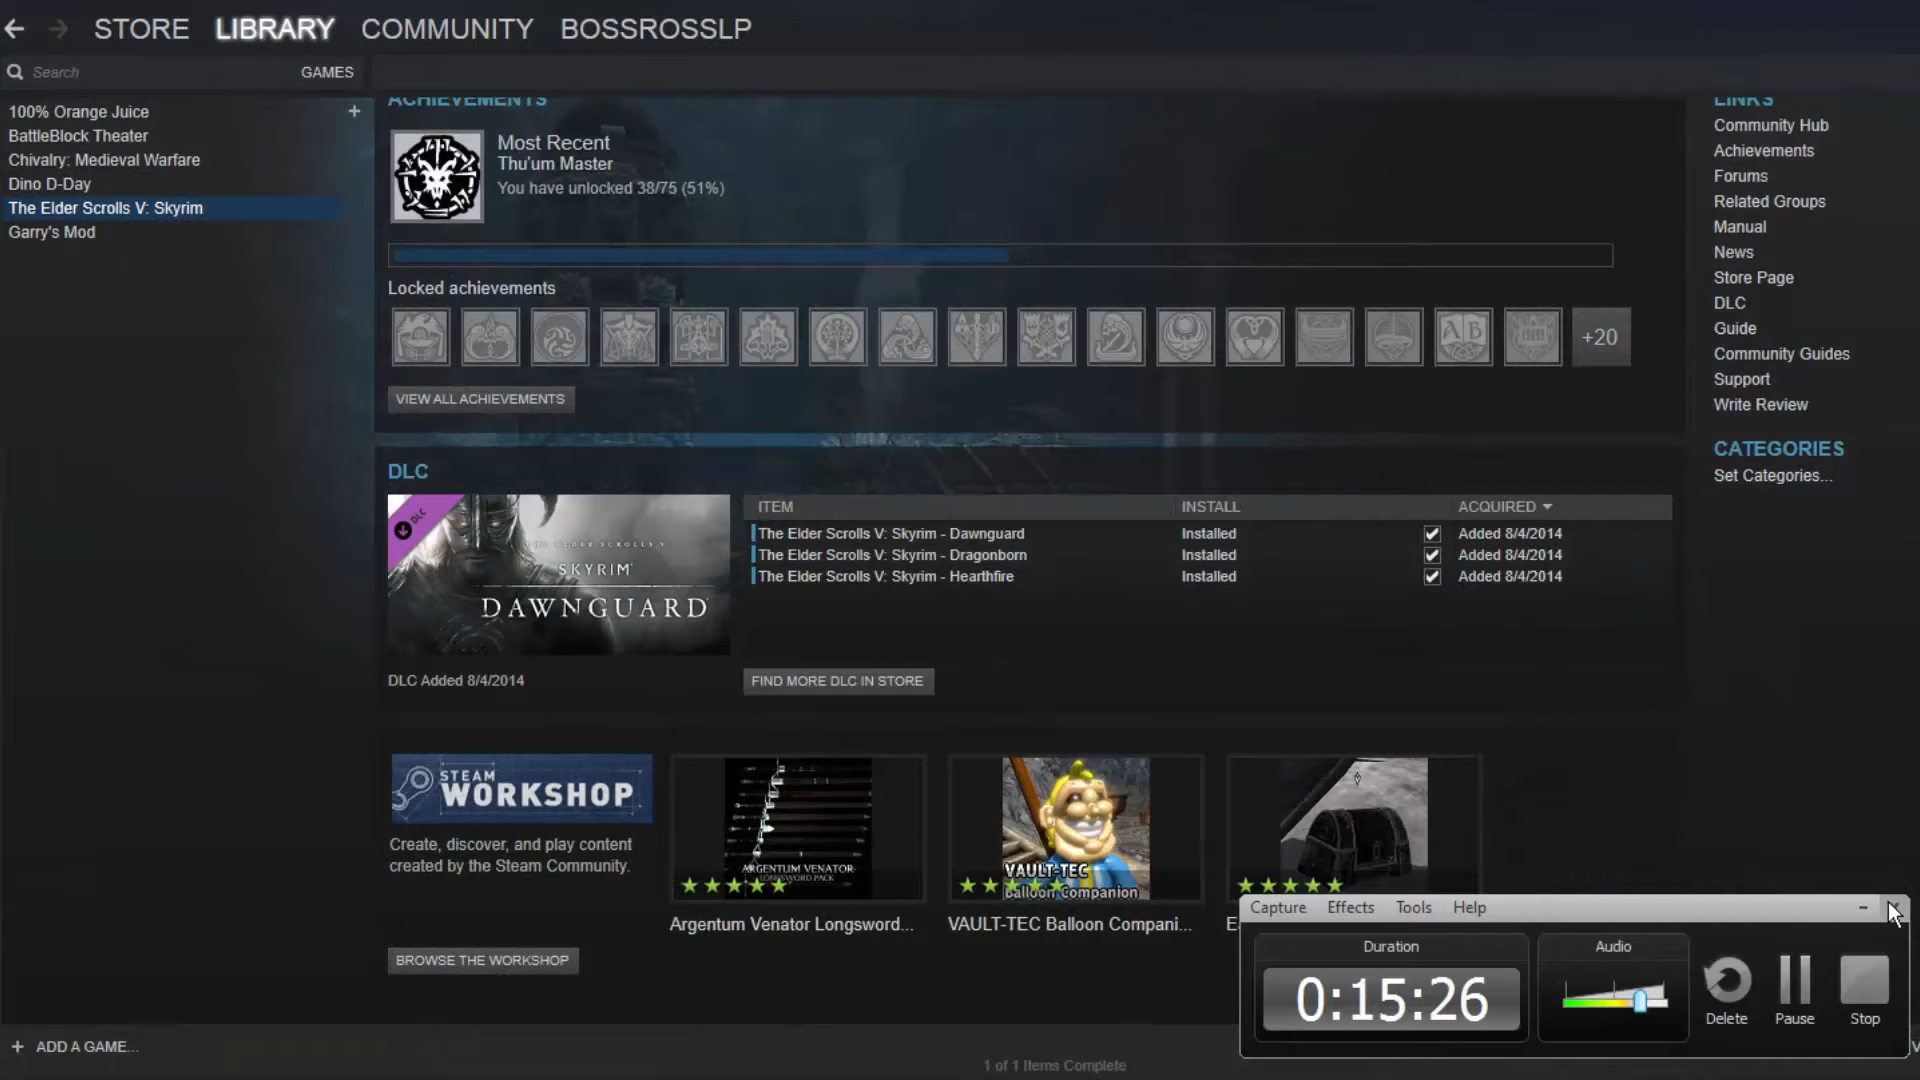 STORE LIBRARY COMMUNITY BOSSROSSLP
Search GAMES
100% Orange Juice +
BattleBlock Theater
Chivalry: Medieval Warfare
Dino D-Day
The Elder Scrolls V: Skyrim
Garry's Mod
ACHIEVEMENTS
Most Recent
Thu'um Master
You have unlocked 38/75 (51%)
Locked achievements
+20
VIEW ALL ACHIEVEMENTS
DLC
DLC
THE ELDER SCROLLS V
SKYRIM
DAWNGUARD
DLC Added 8/4/2014
ITEM INSTALL ACQUIRED
The Elder Scrolls V: Skyrim - Dawnguard Installed Added 8/4/2014
The Elder Scrolls V: Skyrim - Dragonborn Installed Added 8/4/2014
The Elder Scrolls V: Skyrim - Hearthfire Installed Added 8/4/2014
FIND MORE DLC IN STORE
STEAM
WORKSHOP
Create, discover, and play content
created by the Steam Community.
BROWSE THE WORKSHOP
ARGENTUM VENATOR
LONGSWORD PACK
Argentum Venator Longsword...
VAULT-TEC
Balloon Companion
VAULT-TEC Balloon Compani...
LINKS
Community Hub
Achievements
Forums
Related Groups
Manual
News
Store Page
DLC
Guide
Community Guides
Support
Write Review
CATEGORIES
Set Categories...
Capture Effects Tools Help
Duration
0:15:26
Audio
Delete Pause Stop
+ ADD A GAME...
1 of 1 Items Complete